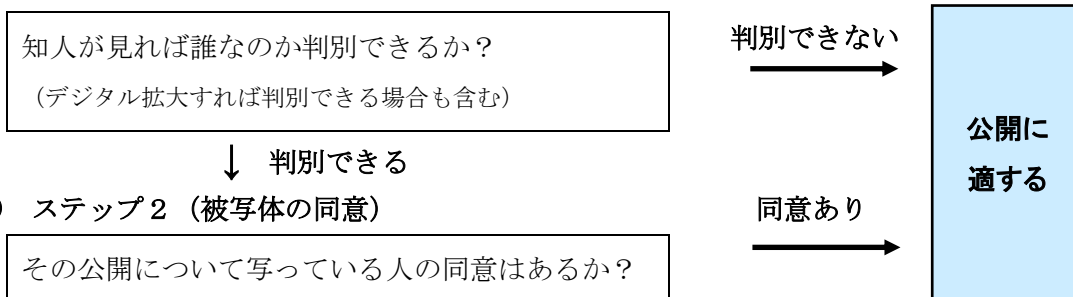 知人が見れば誰なのか判別できるか?
(デジタル拡大すれば判別できる場合も含む)
判別できない
↓ 判別できる
ステップ2(被写体の同意)
同意あり
その公開について写っている人の同意はあるか?
公開に
適する